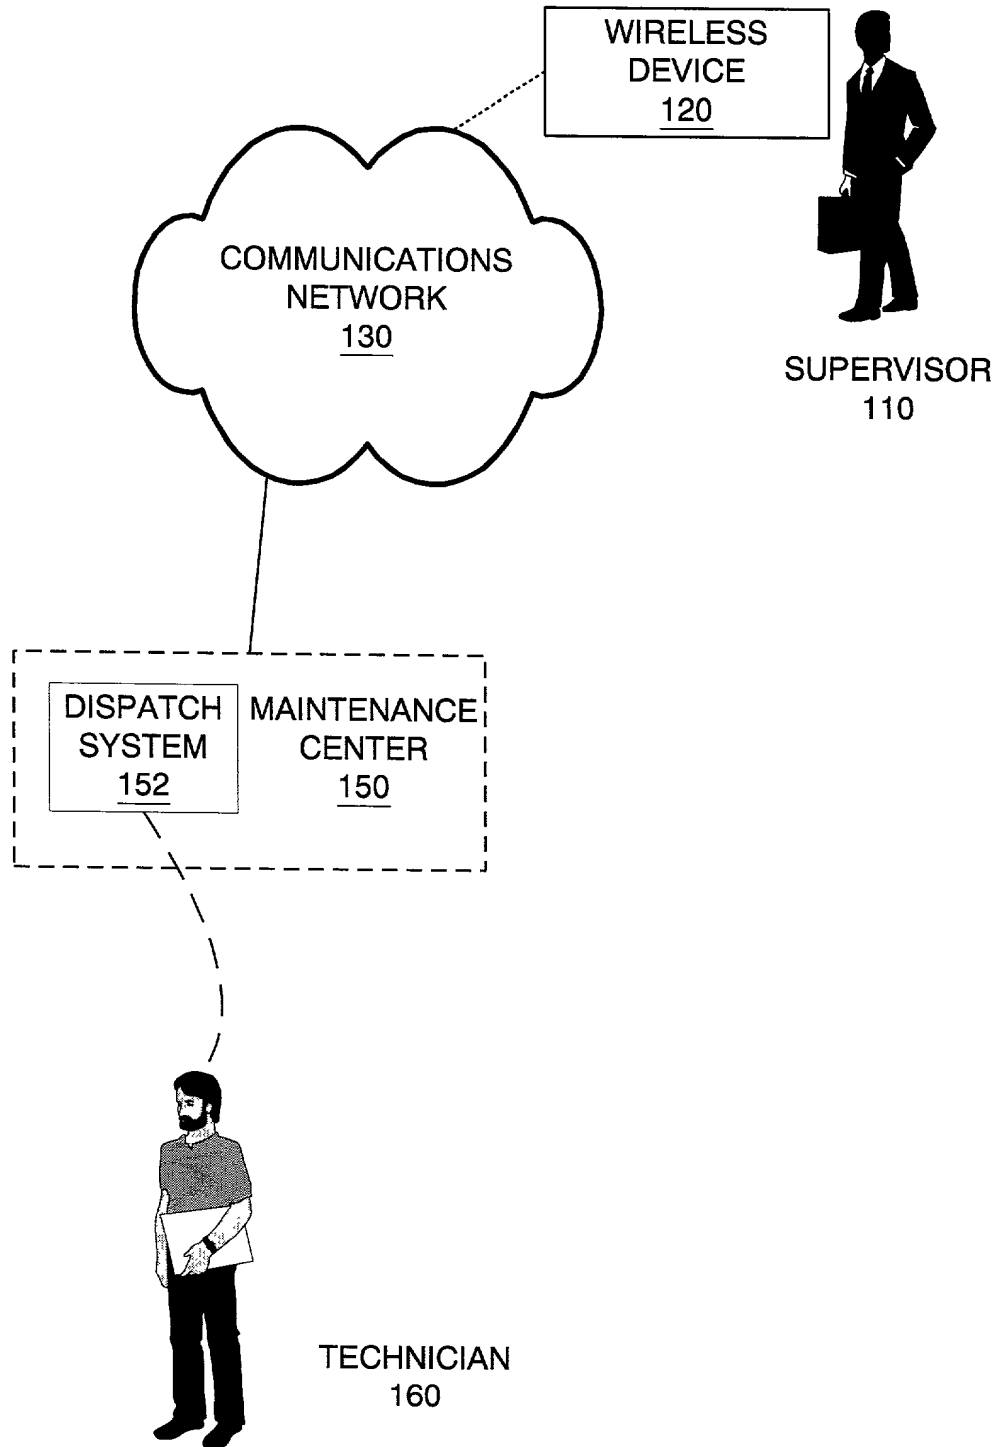 WIRELESS
DEVICE
120
COMMUNICATIONS
NETWORK
130
SUPERVISOR
110
DISPATCH
SYSTEM
152
MAINTENANCE
CENTER
150
TECHNICIAN
160